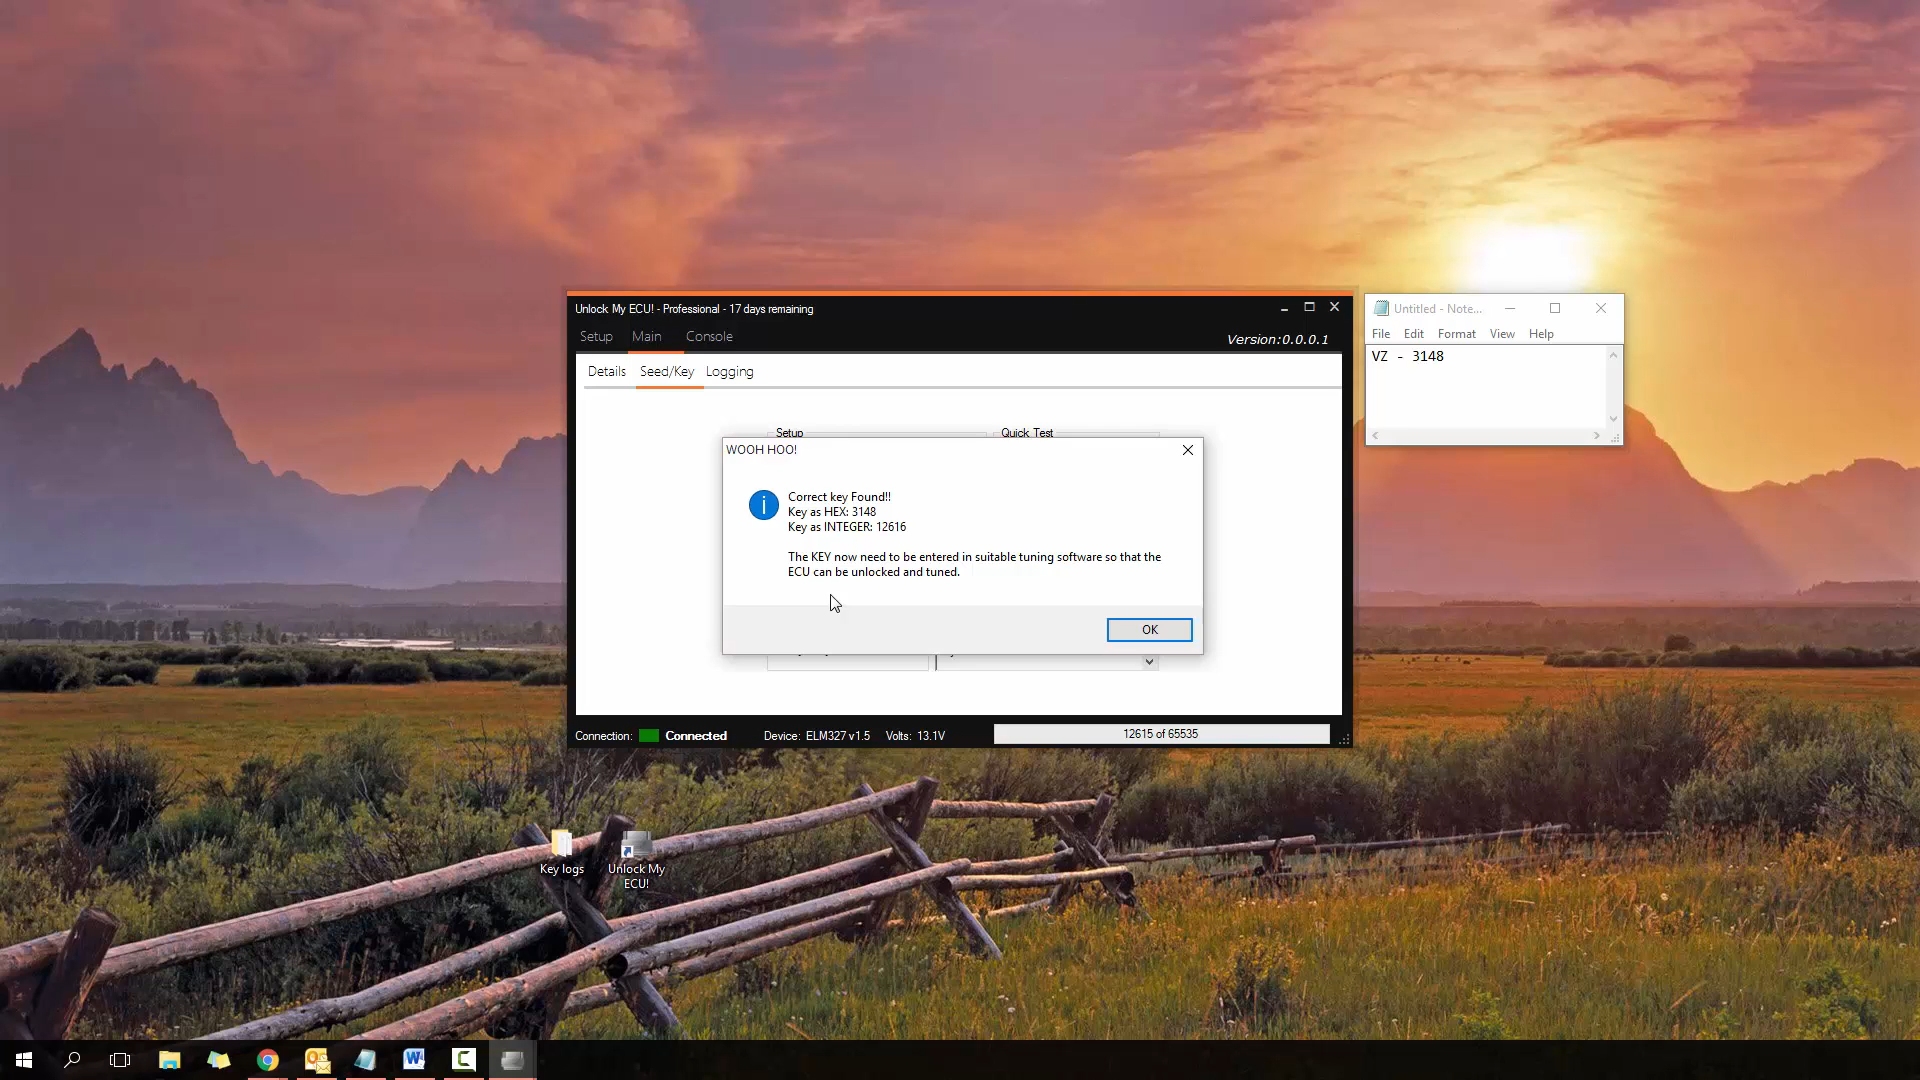 Unlock My ECU! - Professional - 17 days remaining
Setup Main Console
Version:0.0.0.1
Details Seed/Key Logging
Setup Quick Test
WOOH HOO!
Correct key Found!!
Key as HEX: 3148
Key as INTEGER: 12616
The KEY now need to be entered in suitable tuning software so that the
ECU can be unlocked and tuned.
OK
Connection: Connected Device: ELM327 v1.5 Volts: 13.1V 12615 of 65535
Untitled - Note...
File Edit Format View Help
VZ - 3148
Key logs
Unlock My
ECU!